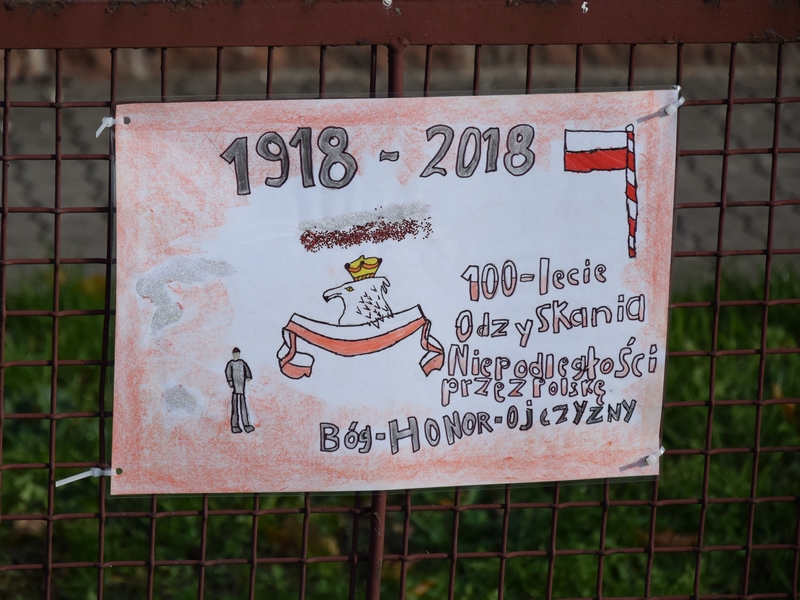 1918 - 2018
100-lecie
Odzyskania
Niepodległości
przez Polskę
Bóg-HONOR-Ojczyzny